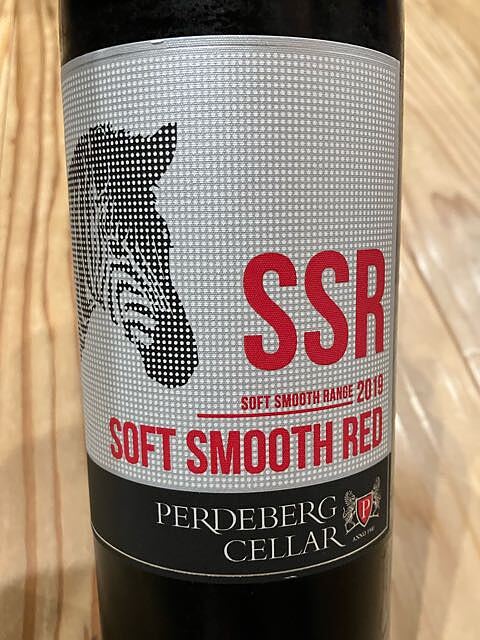 SSR
SOFT SMOOTH RANGE 2019
SOFT SMOOTH RED
PERDEBERG
CELLAR
P